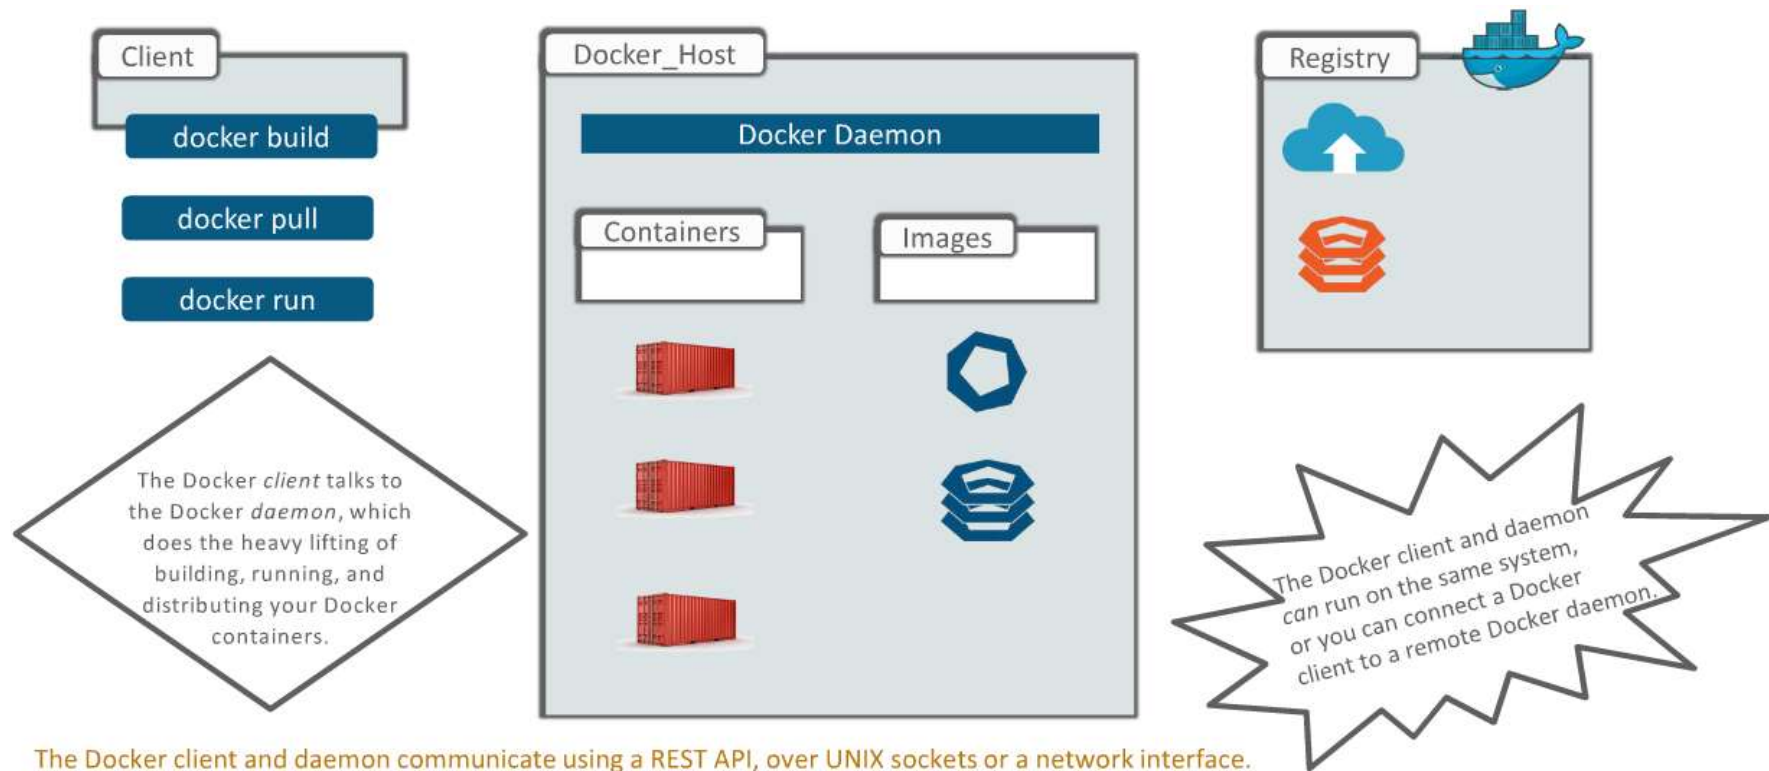 Client
docker build
docker pull
docker run
The Docker client talks to
the Docker daemon, which
does the heavy lifting of
building, running, and
distributing your Docker
containers.
Docker_Host
Docker Daemon
Containers
Images
Registry
The Docker client and daemon
can run on the same system,
or you can connect a Docker
client to a remote Docker daemon.
The Docker client and daemon communicate using a REST API, over UNIX sockets or a network interface.